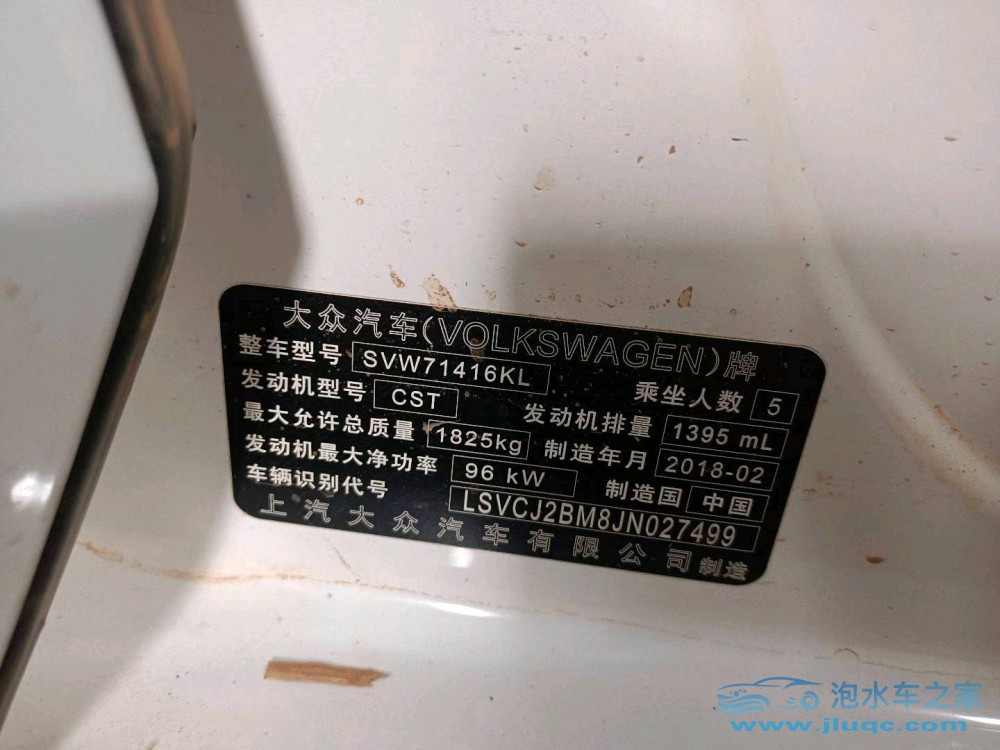 大众汽车(VOLKSWAGEN)牌
整车型号 SVW71416KL 乘坐人数 5
发动机型号 CST 发动机排量 1395 mL
最大允许总质量 1825kg 制造年月 2018-02
发动机最大净功率 96 kW 制造国 中国
车辆识别代号 LSVCJ2BM8JN027499
上汽大众汽车有限公司制造
泡水车之家
www.jluqc.com